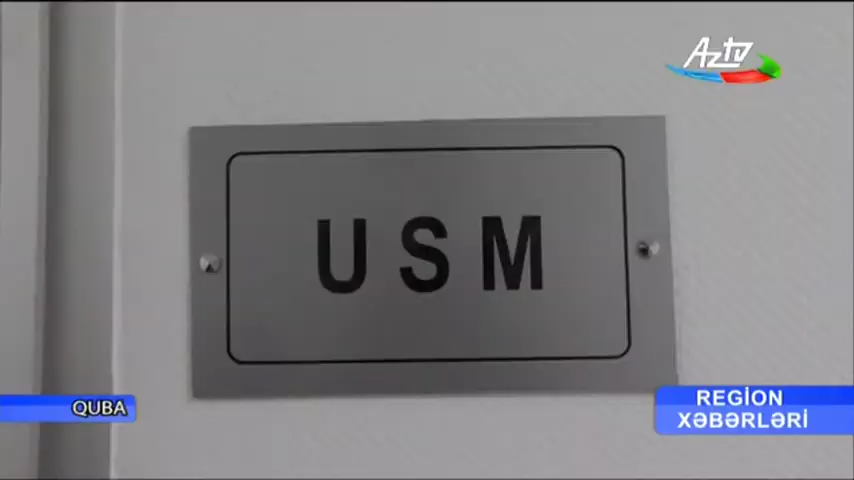 Aztv
USM
QUBA
REGİON
XƏBƏRLƏRİ